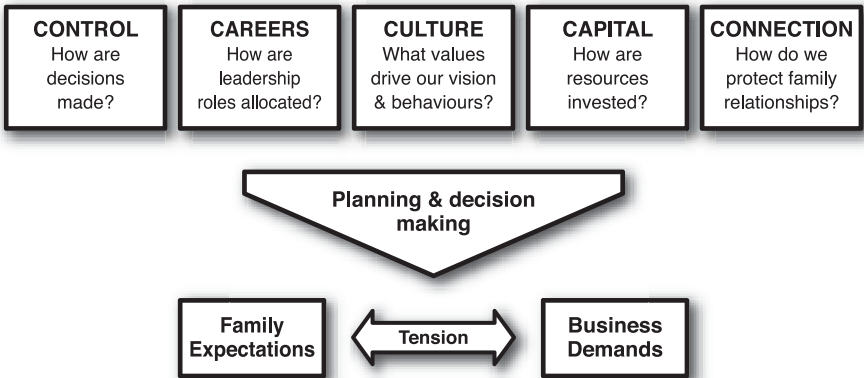 CONTROL
How are
decisions
made?
CAREERS
How are
leadership
roles allocated?
CULTURE
What values
drive our vision
& behaviours?
CAPITAL
How are
resources
invested?
CONNECTION
How do we
protect family
relationships?
Planning & decision
making
Family
Expectations
Tension
Business
Demands